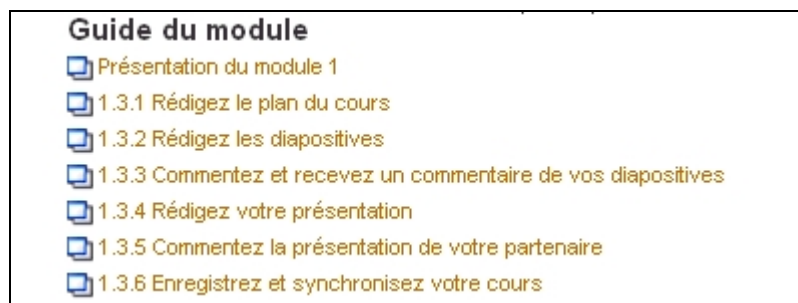 Guide du module
Présentation du module 1
1.3.1 Rédigez le plan du cours
1.3.2 Rédigez les diapositives
1.3.3 Commentez et recevez un commentaire de vos diapositives
1.3.4 Rédigez votre présentation
1.3.5 Commentez la présentation de votre partenaire
1.3.6 Enregistrez et synchronisez votre cours